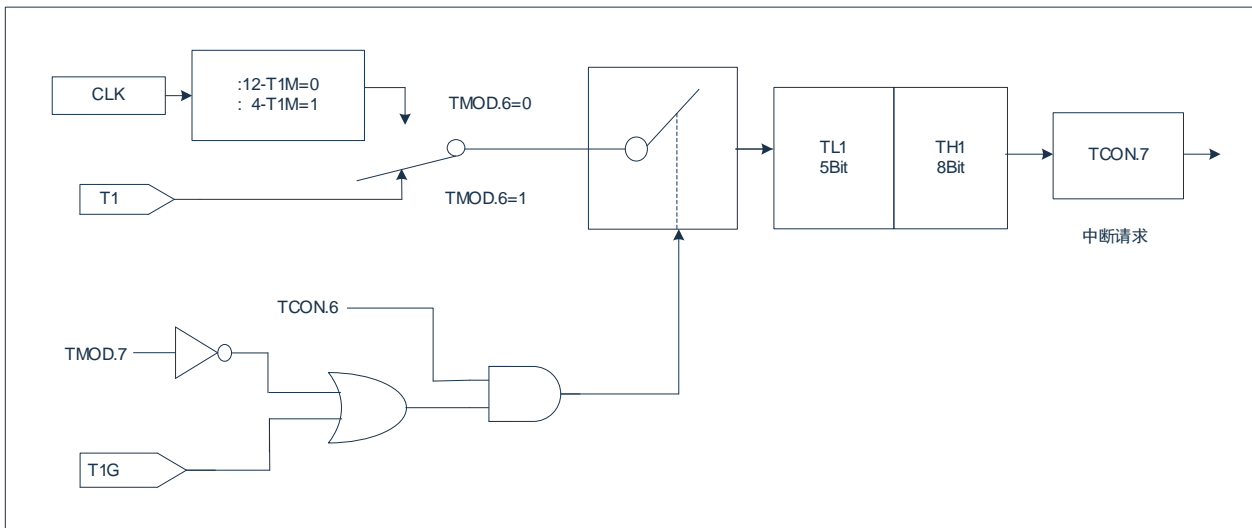 CLK
:12-T1M=0
: 4-T1M=1
TMOD.6=0
T1
TMOD.6=1
TL1
5Bit
TH1
8Bit
TCON.7
中断请求
TCON.6
TMOD.7
T1G